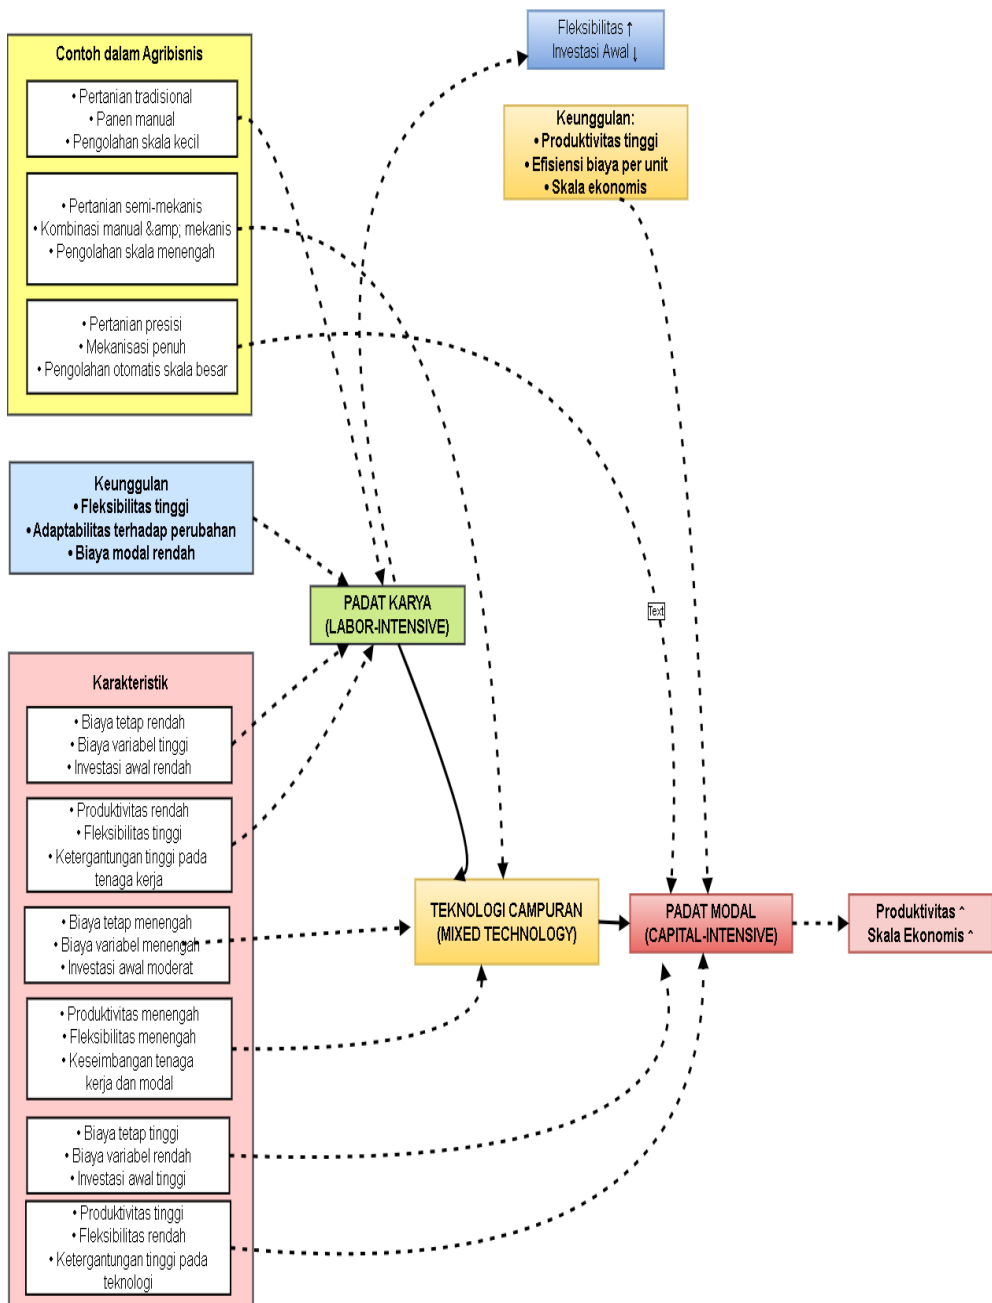 Fleksibilitas ↑
Investasi Awal ↓
Contoh dalam Agribisnis
• Pertanian tradisional
• Panen manual
• Pengolahan skala kecil
• Pertanian semi-mekanis
• Kombinasi manual &amp; mekanis
• Pengolahan skala menengah
• Pertanian presisi
• Mekanisasi penuh
• Pengolahan otomatis skala besar
Keunggulan:
• Produktivitas tinggi
• Efisiensi biaya per unit
• Skala ekonomis
Keunggulan
• Fleksibilitas tinggi
• Adaptabilitas terhadap perubahan
• Biaya modal rendah
PADAT KARYA
(LABOR-INTENSIVE)
Text
Karakteristik
• Biaya tetap rendah
• Biaya variabel tinggi
• Investasi awal rendah
• Produktivitas rendah
• Fleksibilitas tinggi
• Ketergantungan tinggi pada
tenaga kerja
• Biaya tetap menengah
• Biaya variabel menengah
• Investasi awal moderat
• Produktivitas menengah
• Fleksibilitas menengah
• Keseimbangan tenaga
kerja dan modal
• Biaya tetap tinggi
• Biaya variabel rendah
• Investasi awal tinggi
• Produktivitas tinggi
• Fleksibilitas rendah
• Ketergantungan tinggi pada
teknologi
TEKNOLOGI CAMPURAN
(MIXED TECHNOLOGY)
PADAT MODAL
(CAPITAL-INTENSIVE)
Produktivitas ^
Skala Ekonomis ^